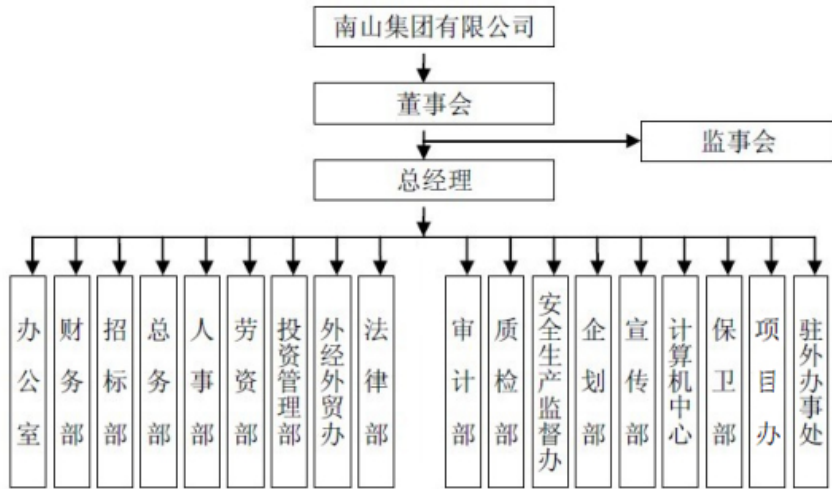 南山集团有限公司
董事会
监事会
总经理
办公室
财务部
招标部
总务部
人事部
劳资部
投资管理部
外经外贸办
法律部
审计部
质检部
安全生产监督办
企划部
宣传部
计算机中心
保卫部
项目办
驻外办事处